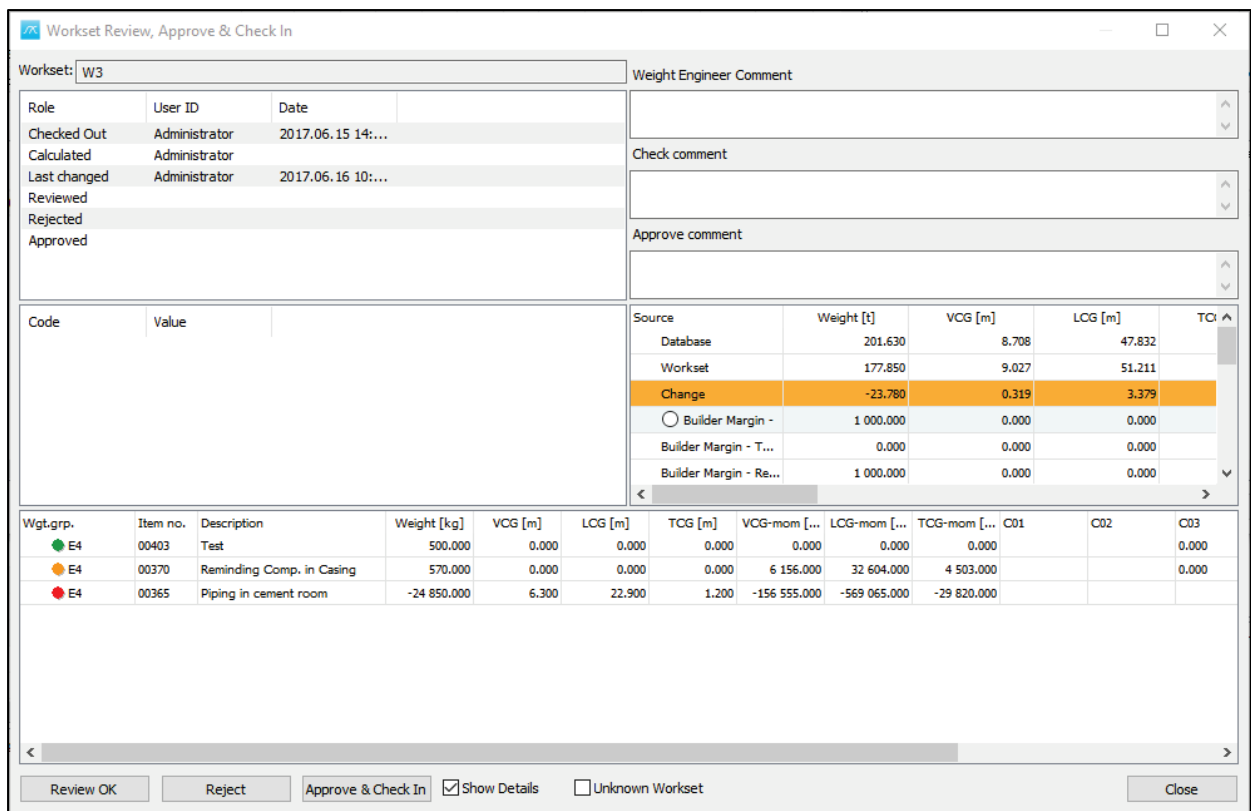 Workset Review, Approve & Check In
Workset: W3
Role User ID Date
Checked Out Administrator 2017.06.15 14:...
Calculated Administrator
Last changed Administrator 2017.06.16 10:...
Reviewed
Rejected
Approved
Weight Engineer Comment
Check comment
Approve comment
Code Value
Source Weight [t] VCG [m] LCG [m] TC
Database 201.630 8.708 47.832
Workset 177.850 9.027 51.211
Change -23.780 0.319 3.379
Builder Margin - 1 000.000 0.000 0.000
Builder Margin - T... 0.000 0.000 0.000
Builder Margin - Re... 1 000.000 0.000 0.000
Wgt.grp. Item no. Description Weight [kg] VCG [m] LCG [m] TCG [m] VCG-mom [... LCG-mom [... TCG-mom [... C01 C02 C03
E4 00403 Test 500.000 0.000 0.000 0.000 0.000 0.000 0.000 0.000
E4 00370 Reminding Comp. in Casing 570.000 0.000 0.000 0.000 6 156.000 32 604.000 4 503.000 0.000
E4 00365 Piping in cement room -24 850.000 6.300 22.900 1.200 -156 555.000 -569 065.000 -29 820.000
Review OK Reject Approve & Check In Show Details Unknown Workset Close